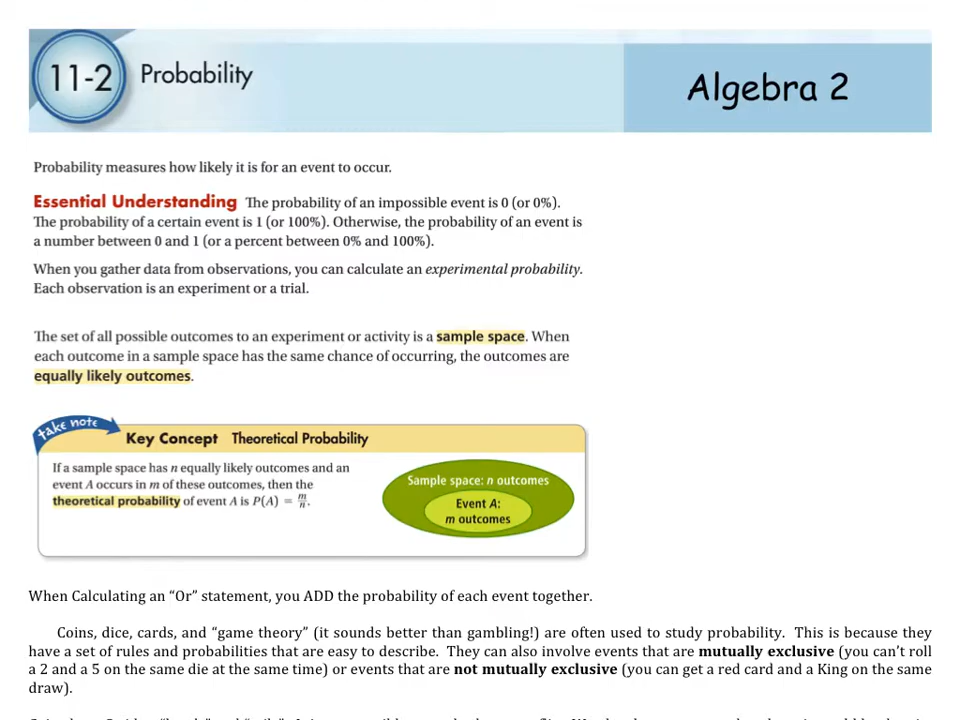 11-2 Probability
Algebra 2
Probability measures how likely it is for an event to occur.
Essential Understanding The probability of an impossible event is 0 (or 0%).
The probability of a certain event is 1 (or 100%). Otherwise, the probability of an event is
a number between 0 and 1 (or a percent between 0% and 100%).
When you gather data from observations, you can calculate an experimental probability.
Each observation is an experiment or a trial.
The set of all possible outcomes to an experiment or activity is a sample space. When
each outcome in a sample space has the same chance of occurring, the outcomes are
equally likely outcomes.
take note
Key Concept Theoretical Probability
If a sample space has n equally likely outcomes and an
event A occurs in m of these outcomes, then the
theoretical probability of event A is P(A) = m/n.
Sample space: n outcomes
Event A:
m outcomes
When Calculating an “Or” statement, you ADD the probability of each event together.
Coins, dice, cards, and “game theory” (it sounds better than gambling!) are often used to study probability. This is because they
have a set of rules and probabilities that are easy to describe. They can also involve events that are mutually exclusive (you can’t roll
a 2 and a 5 on the same die at the same time) or events that are not mutually exclusive (you can get a red card and a King on the same
draw).